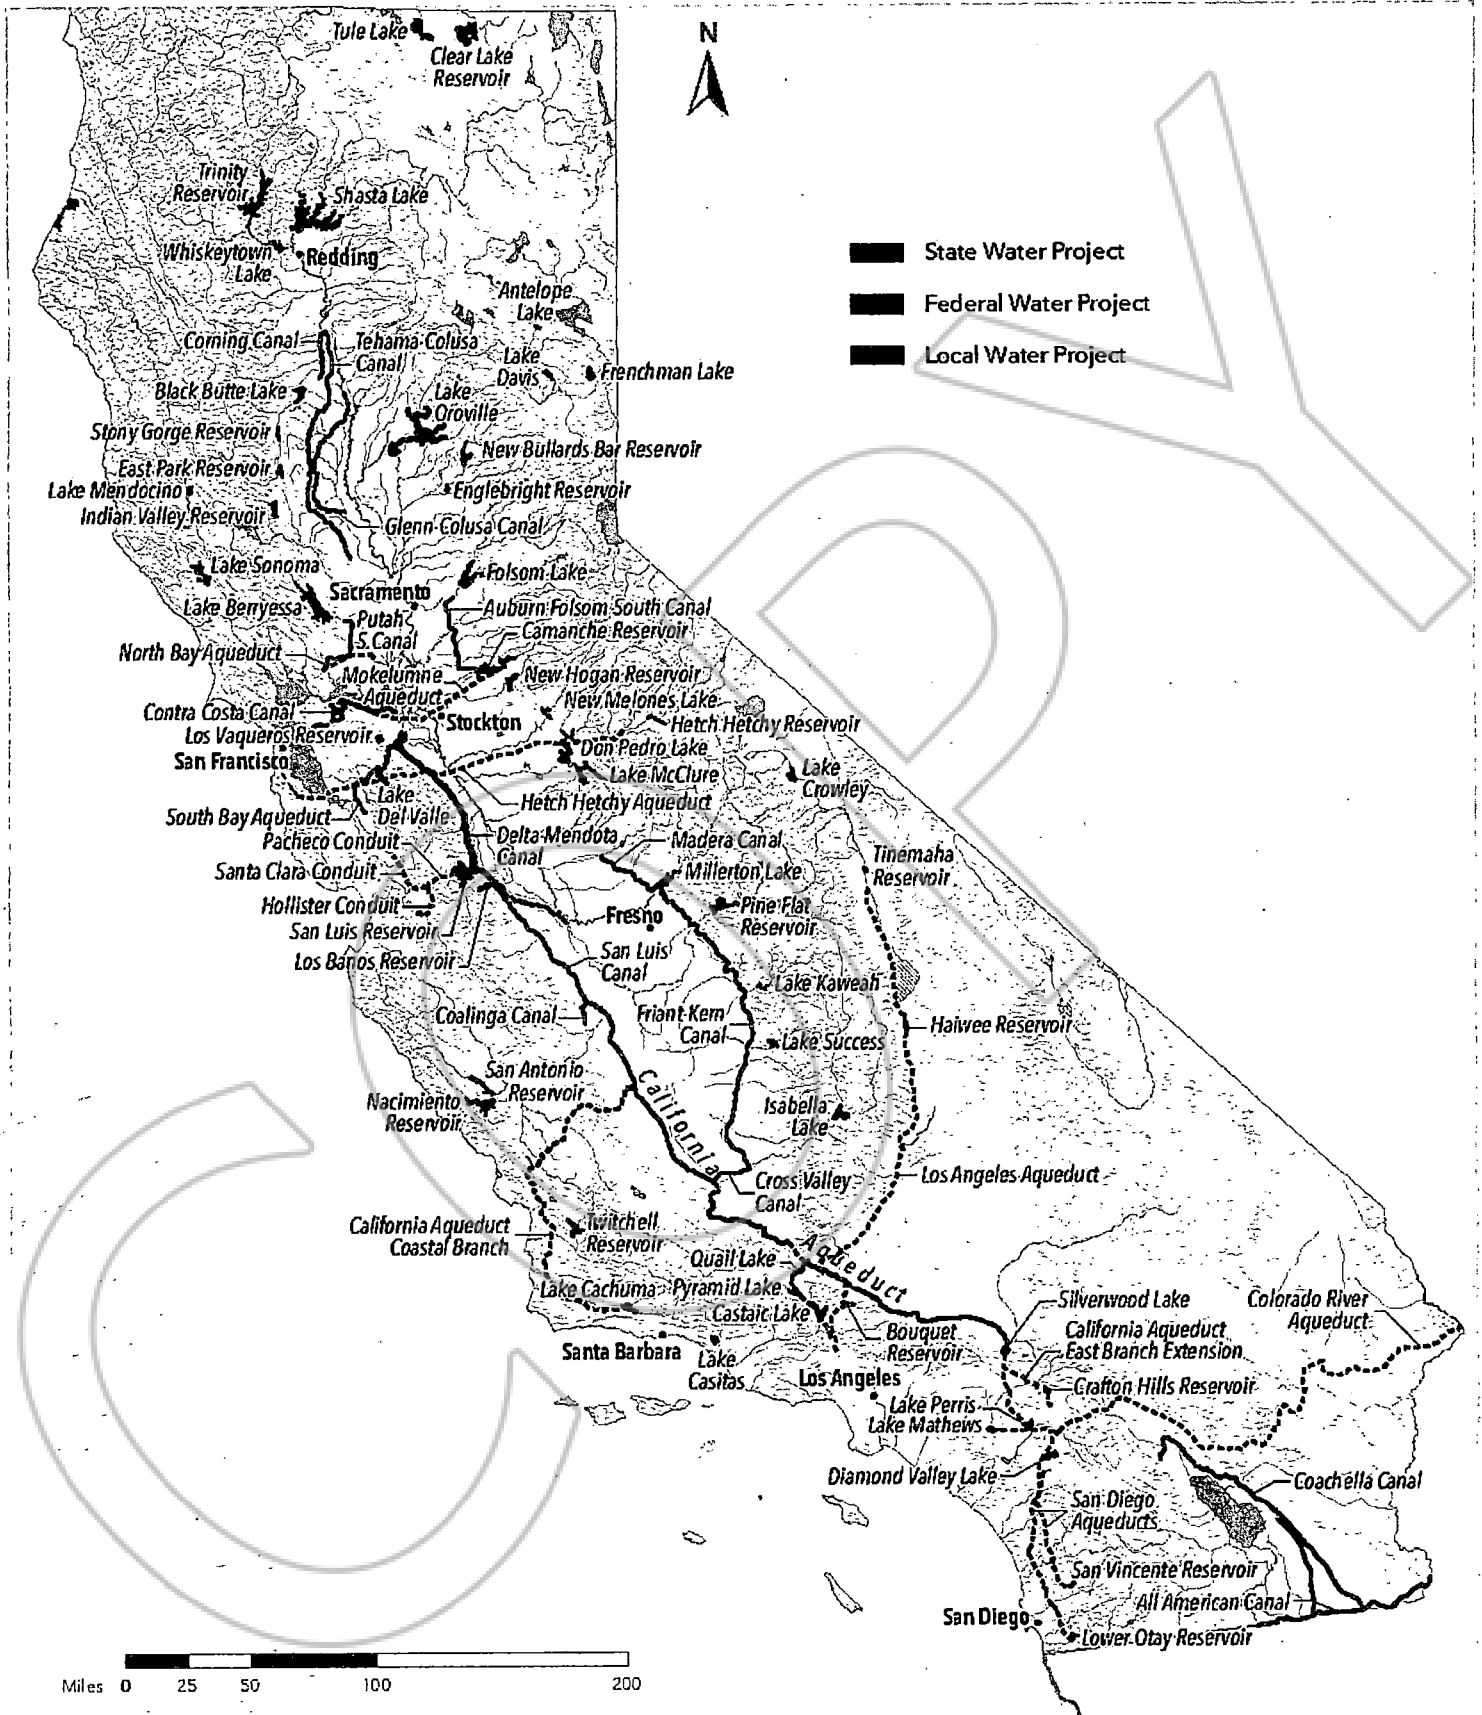 Tule Lake
Clear Lake
Reservoir
N
Trinity
Reservoir
Shasta Lake
Whiskeytown
Lake
Redding
State Water Project
Federal Water Project
Local Water Project
Antelope
Lake
Corning Canal
Tehama-Colusa
Canal
Lake
Davis
Frenchman Lake
Black Butte Lake
Lake
Oroville
Stony Gorge Reservoir
New Bullards Bar Reservoir
East Park Reservoir
Lake Mendocino
Englebright Reservoir
Indian Valley Reservoir
Glenn-Colusa Canal
Lake Sonoma
Folsom Lake
Sacramento
Lake Berryessa
Auburn Folsom South Canal
Putah
S.Canal
Camanche Reservoir
North Bay Aqueduct
Mokelumne
Aqueduct
New Hogan Reservoir
New Melones Lake
Contra Costa Canal
Stockton
Hetch Hetchy Reservoir
Los Vaqueros Reservoir
Don Pedro Lake
San Francisco
Lake McClure
Lake
Crowley
Lake
Del Valle
Hetch Hetchy Aqueduct
South Bay Aqueduct
Pacheco Conduit
Delta-Mendota
Canal
Madera Canal
Tinemaha
Reservoir
Santa Clara Conduit
Millerton Lake
Hollister Conduit
Fresno
Pine Flat
Reservoir
San Luis Reservoir
Los Banos Reservoir
San Luis
Canal
Lake Kaweah
Coalinga Canal
Friant-Kern
Canal
Haiwee Reservoir
Lake Success
San Antonio
Reservoir
Nacimiento
Reservoir
California
Isabella
Lake
Cross Valley
Canal
Los Angeles Aqueduct
California Aqueduct
Coastal Branch
Twitchell
Reservoir
Aqueduct
Quail Lake
Lake Cachuma
Pyramid Lake
Castaic Lake
Silverwood Lake
Colorado River
Aqueduct
Bouquet
Reservoir
California Aqueduct
East Branch Extension
Santa Barbara
Lake
Casitas
Los Angeles
Crafton Hills Reservoir
Lake Perris
Lake Mathews
Diamond Valley Lake
Coachella Canal
San Diego
Aqueducts
San Vincente Reservoir
All American Canal
San Diego
Lower Otay Reservoir
Miles 0 25 50 100 200
COPY